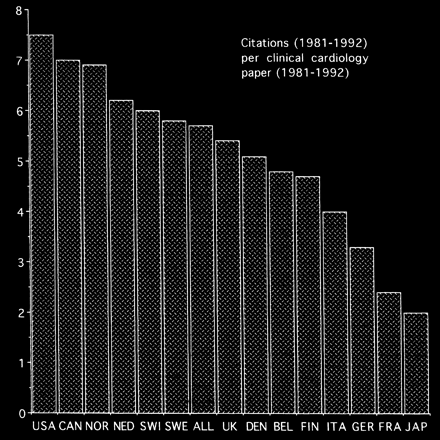 8
Citations (1981-1992)
per clinical cardiology
paper (1981-1992)
7
6
5
4
3
2
1
0
USA CAN NOR NED SWI SWE ALL UK DEN BEL FIN ITA GER FRA JAP